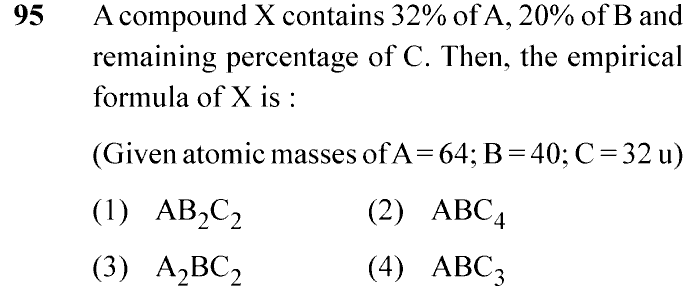 95 A compound X contains 32% of A, 20% of B and
remaining percentage of C. Then, the empirical
formula of X is :
(Given atomic masses of A = 64; B = 40; C = 32 u)
(1) AB₂C₂ (2) ABC₄
(3) A₂BC₂ (4) ABC₃